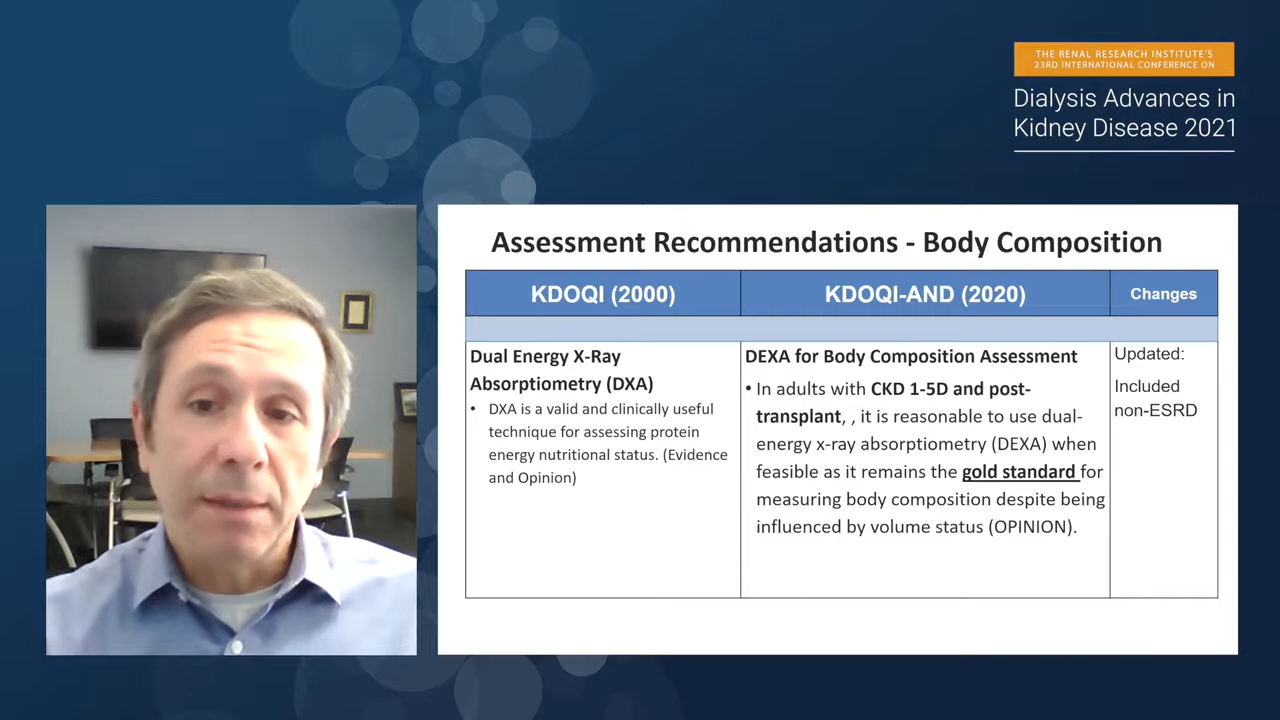 THE RENAL RESEARCH INSTITUTE'S
23RD INTERNATIONAL CONFERENCE ON
Dialysis Advances in
Kidney Disease 2021
Assessment Recommendations - Body Composition
KDOQI (2000)
KDOQI-AND (2020)
Changes
Dual Energy X-Ray
Absorptiometry (DXA)
• DXA is a valid and clinically useful
technique for assessing protein
energy nutritional status. (Evidence
and Opinion)
DEXA for Body Composition Assessment
• In adults with CKD 1-5D and post-
transplant, , it is reasonable to use dual-
energy x-ray absorptiometry (DEXA) when
feasible as it remains the gold standard for
measuring body composition despite being
influenced by volume status (OPINION).
Updated:
Included
non-ESRD